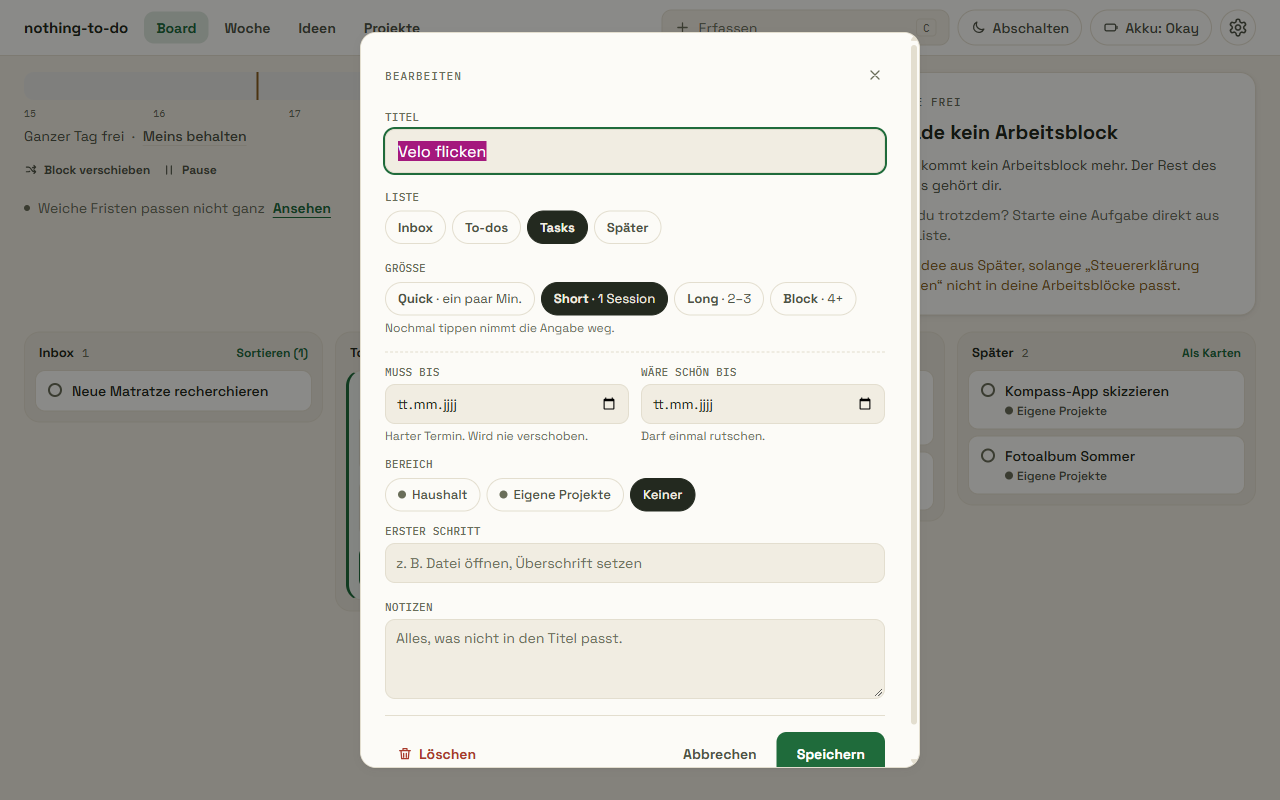 nothing-to-do Board Woche Ideen Projekte Erfassen C Abschalten Akku: Okay
15 16 17
Ganzer Tag frei · Meins behalten
Block verschieben Pause
Weiche Fristen passen nicht ganz Ansehen
FREI
kein Arbeitsblock
kommt kein Arbeitsblock mehr. Der Rest des
gehört dir.
du trotzdem? Starte eine Aufgabe direkt aus
aus Später, solange „Steuererklärung
nicht in deine Arbeitsblöcke passt.
Inbox 1 Sortieren (1)
Neue Matratze recherchieren
Später 2 Als Karten
Kompass-App skizzieren
Eigene Projekte
Fotoalbum Sommer
Eigene Projekte
BEARBEITEN
TITEL
Velo flicken
LISTE
Inbox To-dos Tasks Später
GRÖSSE
Quick · ein paar Min. Short · 1 Session Long · 2–3 Block · 4+
Nochmal tippen nimmt die Angabe weg.
MUSS BIS WÄRE SCHÖN BIS
tt.mm.jjjj tt.mm.jjjj
Harter Termin. Wird nie verschoben. Darf einmal rutschen.
BEREICH
Haushalt Eigene Projekte Keiner
ERSTER SCHRITT
z. B. Datei öffnen, Überschrift setzen
NOTIZEN
Alles, was nicht in den Titel passt.
Löschen Abbrechen Speichern